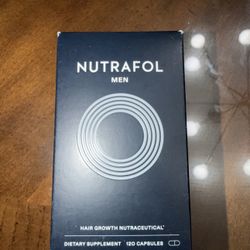 NUTRAFOL
MEN
HAIR GROWTH NUTRACEUTICAL*
DIETARY SUPPLEMENT 120 CAPSULES